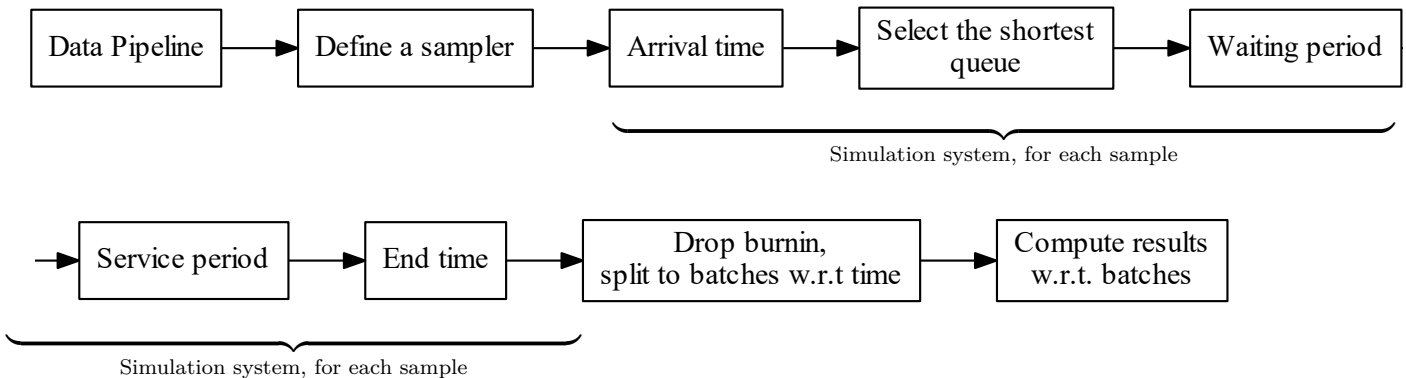 Data Pipeline
Define a sampler
Arrival time
Select the shortest
queue
Waiting period
Simulation system, for each sample
Service period
End time
Drop burnin,
split to batches w.r.t time
Compute results
w.r.t. batches
Simulation system, for each sample